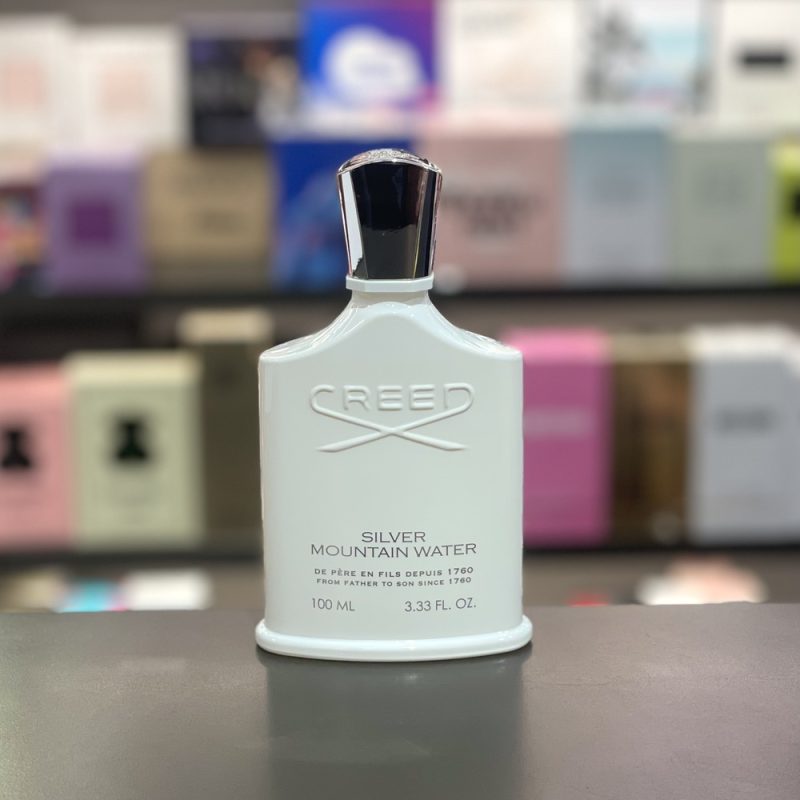 CREED
SILVER
MOUNTAIN WATER
DE PÈRE EN FILS DEPUIS 1760
FROM FATHER TO SON SINCE 1760
100 ML 3.33 FL. OZ.